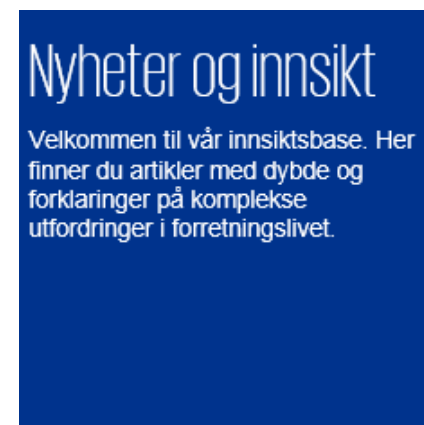 Nyheter og innsikt
Velkommen til vår innsiktsbase. Her
finner du artikler med dybde og
forklaringer på komplekse
utfordringer i forretningslivet.